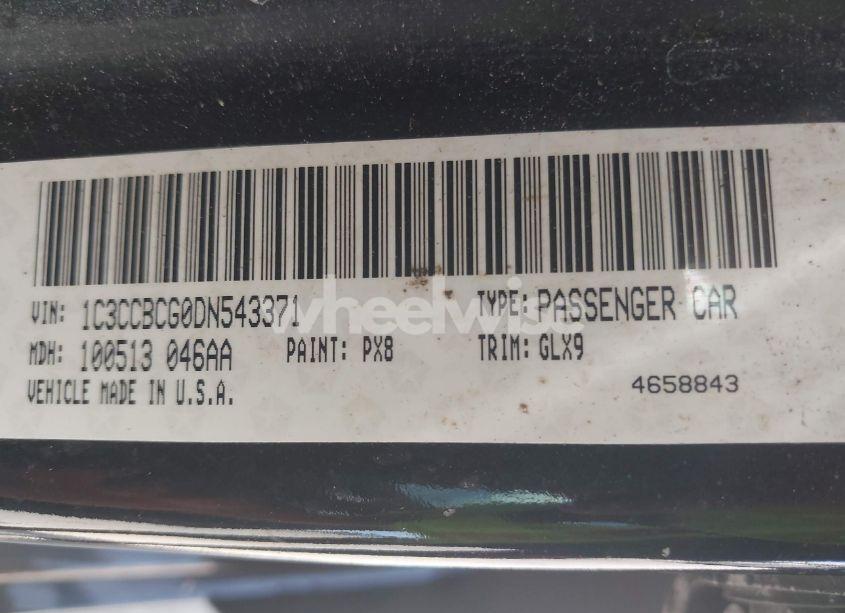 VIN: 1C3CCBCG0DN543371 TYPE: PASSENGER CAR
MDH: 100513 046AA PAINT: PX8 TRIM: GLX9
VEHICLE MADE IN U.S.A. 4658843
wheelwise